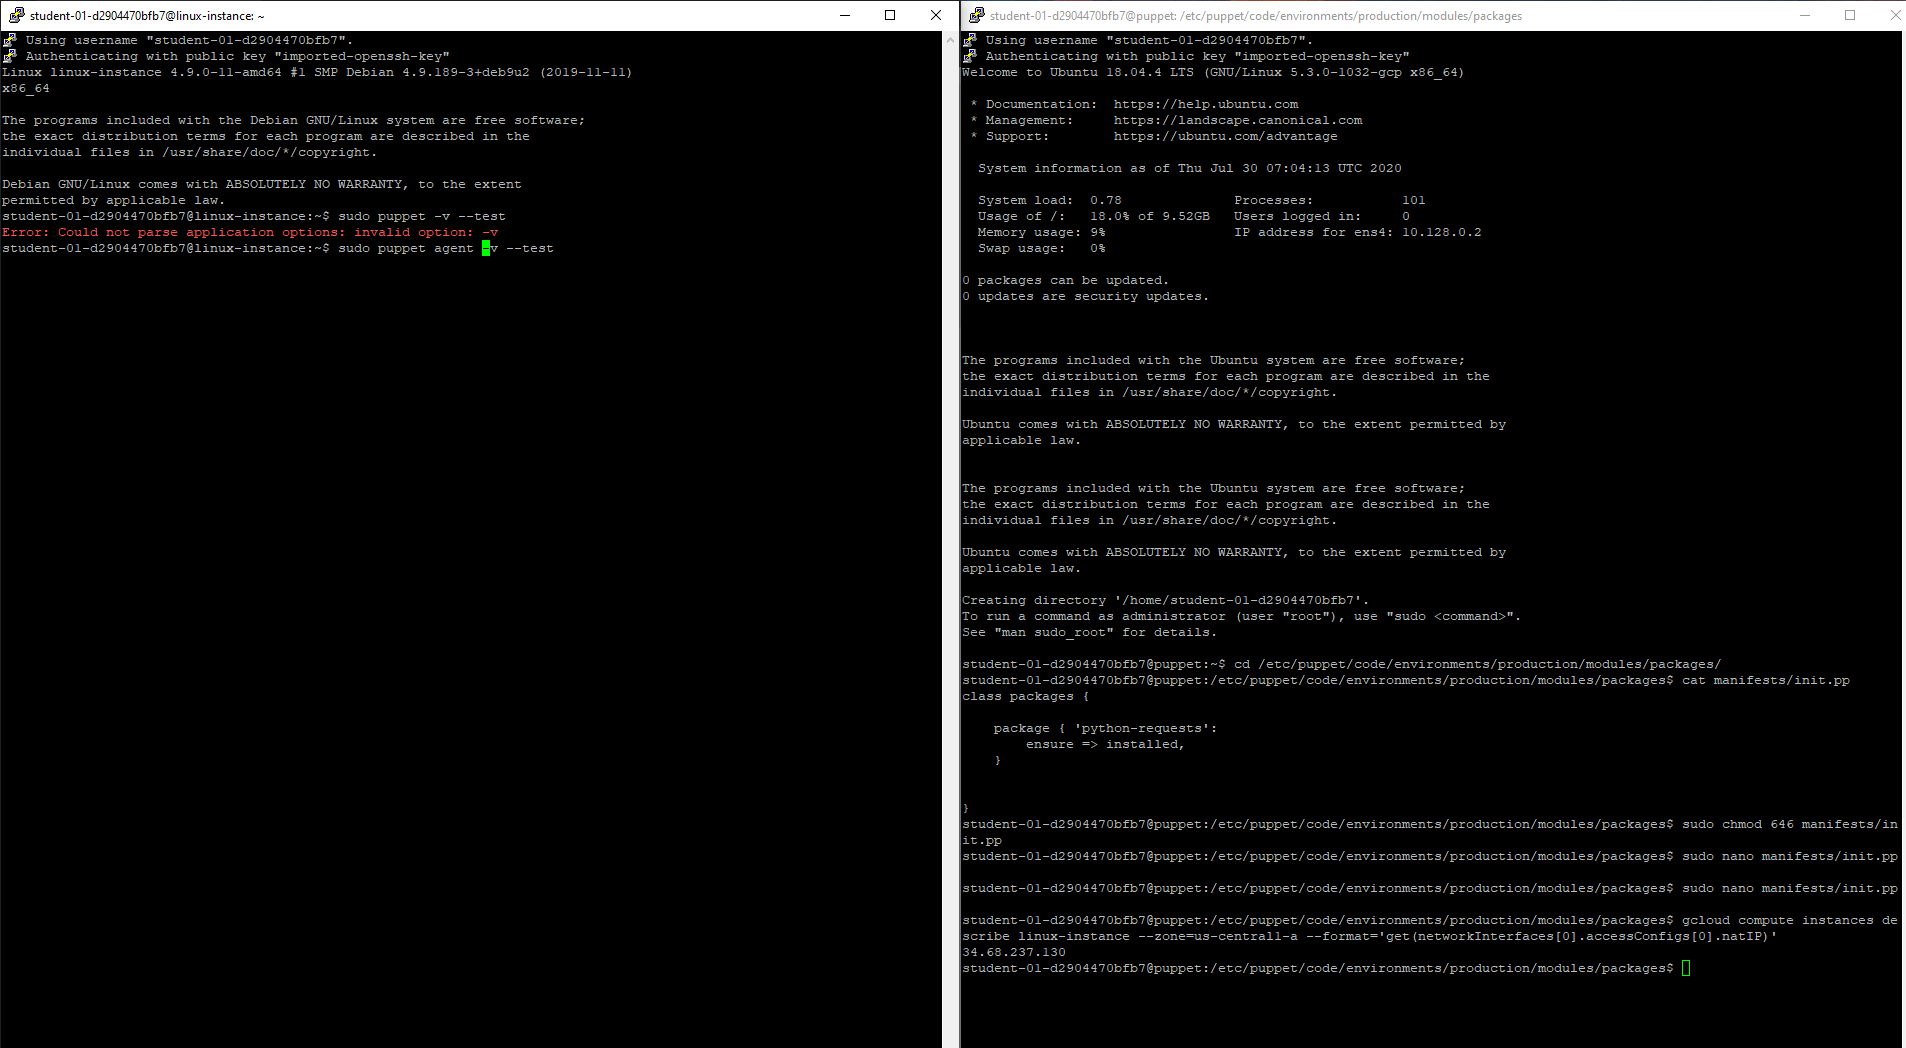 student-01-d2904470bfb7@linux-instance: ~
Using username "student-01-d2904470bfb7".
Authenticating with public key "imported-openssh-key"
Linux linux-instance 4.9.0-11-amd64 #1 SMP Debian 4.9.189-3+deb9u2 (2019-11-11)
x86_64
The programs included with the Debian GNU/Linux system are free software;
the exact distribution terms for each program are described in the
individual files in /usr/share/doc/*/copyright.
Debian GNU/Linux comes with ABSOLUTELY NO WARRANTY, to the extent
permitted by applicable law.
student-01-d2904470bfb7@linux-instance:~$ sudo puppet -v --test
Error: Could not parse application options: invalid option: -v
student-01-d2904470bfb7@linux-instance:~$ sudo puppet agent -v --test
student-01-d2904470bfb7@puppet: /etc/puppet/code/environments/production/modules/packages
Using username "student-01-d2904470bfb7".
Authenticating with public key "imported-openssh-key"
Welcome to Ubuntu 18.04.4 LTS (GNU/Linux 5.3.0-1032-gcp x86_64)
* Documentation:  https://help.ubuntu.com
* Management:     https://landscape.canonical.com
* Support:        https://ubuntu.com/advantage
System information as of Thu Jul 30 07:04:13 UTC 2020
System load:  0.78              Processes:           101
Usage of /:   18.0% of 9.52GB   Users logged in:     0
Memory usage: 9%                IP address for ens4: 10.128.0.2
Swap usage:   0%
0 packages can be updated.
0 updates are security updates.
The programs included with the Ubuntu system are free software;
the exact distribution terms for each program are described in the
individual files in /usr/share/doc/*/copyright.
Ubuntu comes with ABSOLUTELY NO WARRANTY, to the extent permitted by
applicable law.
The programs included with the Ubuntu system are free software;
the exact distribution terms for each program are described in the
individual files in /usr/share/doc/*/copyright.
Ubuntu comes with ABSOLUTELY NO WARRANTY, to the extent permitted by
applicable law.
Creating directory '/home/student-01-d2904470bfb7'.
To run a command as administrator (user "root"), use "sudo <command>".
See "man sudo_root" for details.
student-01-d2904470bfb7@puppet:~$ cd /etc/puppet/code/environments/production/modules/packages/
student-01-d2904470bfb7@puppet:/etc/puppet/code/environments/production/modules/packages$ cat manifests/init.pp
class packages {
package { 'python-requests':
ensure => installed,
}
}
student-01-d2904470bfb7@puppet:/etc/puppet/code/environments/production/modules/packages$ sudo chmod 646 manifests/in
it.pp
student-01-d2904470bfb7@puppet:/etc/puppet/code/environments/production/modules/packages$ sudo nano manifests/init.pp
student-01-d2904470bfb7@puppet:/etc/puppet/code/environments/production/modules/packages$ sudo nano manifests/init.pp
student-01-d2904470bfb7@puppet:/etc/puppet/code/environments/production/modules/packages$ gcloud compute instances de
scribe linux-instance --zone=us-central1-a --format='get(networkInterfaces[0].accessConfigs[0].natIP)'
34.68.237.130
student-01-d2904470bfb7@puppet:/etc/puppet/code/environments/production/modules/packages$